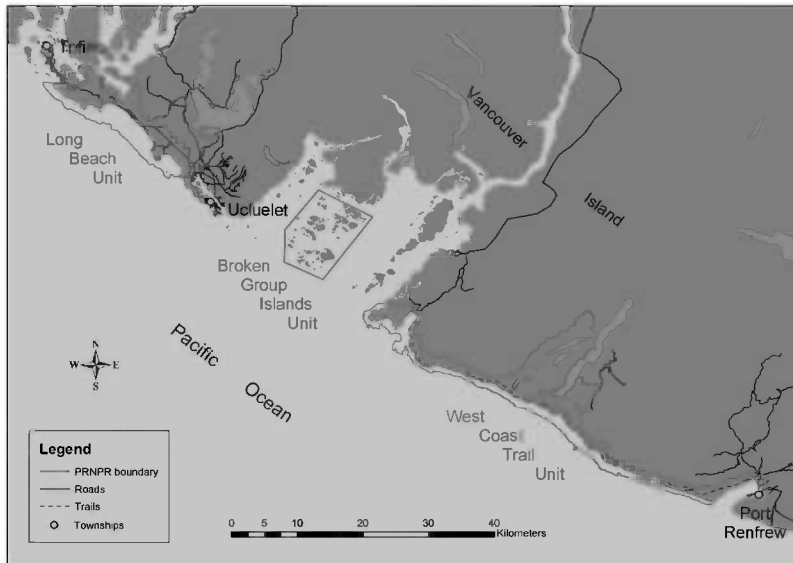 Vancouver
Island
Long
Beach
Unit
Ucluelet
Broken
Group
Islands
Unit
Pacific
Ocean
N
W E
S
West
Coast
Trail
Unit
Port
Renfrew
Legend
PRNPR boundary
Roads
Trails
Townships
0 5 10 20 30 40
Kilometers